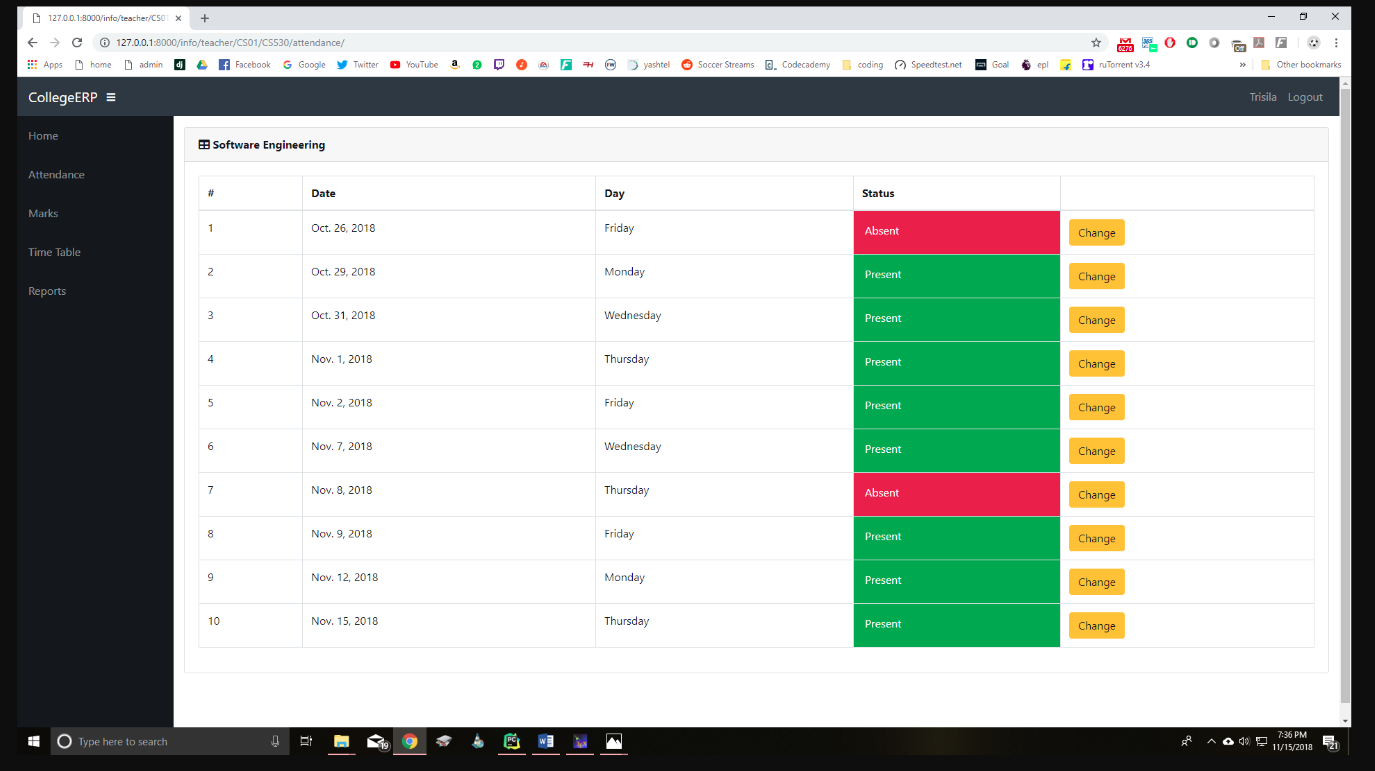 127.0.0.1:8000/info/teacher/CS01
127.0.0.1:8000/info/teacher/CS01/CS530/attendance/
6276
Off
Apps home admin dj Facebook Google Twitter YouTube yashtel Soccer Streams Codecademy coding Speedtest.net Goal epl ruTorrent v3.4 » Other bookmarks
CollegeERP Trisila Logout
Home
Attendance
Marks
Time Table
Reports
Software Engineering
# Date Day Status
1 Oct. 26, 2018 Friday Absent Change
2 Oct. 29, 2018 Monday Present Change
3 Oct. 31, 2018 Wednesday Present Change
4 Nov. 1, 2018 Thursday Present Change
5 Nov. 2, 2018 Friday Present Change
6 Nov. 7, 2018 Wednesday Present Change
7 Nov. 8, 2018 Thursday Absent Change
8 Nov. 9, 2018 Friday Present Change
9 Nov. 12, 2018 Monday Present Change
10 Nov. 15, 2018 Thursday Present Change
Type here to search
19
PC
7:36 PM
11/15/2018
21